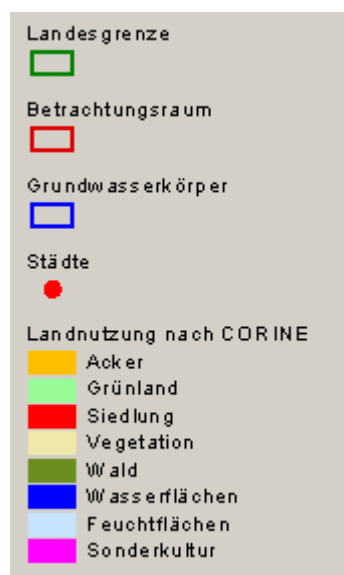 Landesgrenze
Betrachtungsraum
Grundwasserkörper
Städte
Landnutzung nach CORINE
Acker
Grünland
Siedlung
Vegetation
Wald
Wasserflächen
Feuchtflächen
Sonderkultur